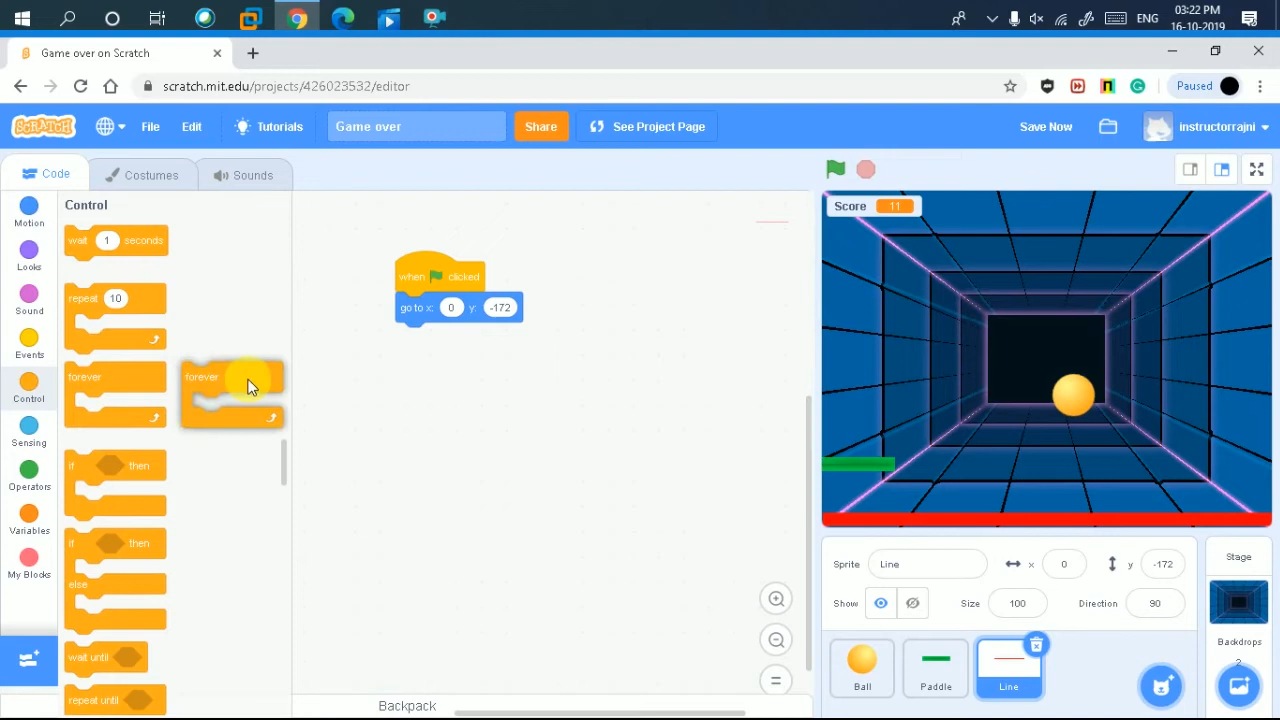 03:22 PM
ENG
16-10-2019
Game over on Scratch
scratch.mit.edu/projects/426023532/editor
Paused
SCRATCH
File
Edit
Tutorials
Game over
Share
See Project Page
Save Now
instructorrajni
Code
Costumes
Sounds
Motion
Looks
Sound
Events
Control
Sensing
Operators
Variables
My Blocks
Control
wait 1 seconds
repeat 10
forever
forever
if then
if then
else
wait until
repeat until
when clicked
go to x: 0 y: -172
Backpack
Score 11
Sprite Line x 0 y -172
Show Size 100 Direction 90
Ball
Paddle
Line
Stage
Backdrops
2